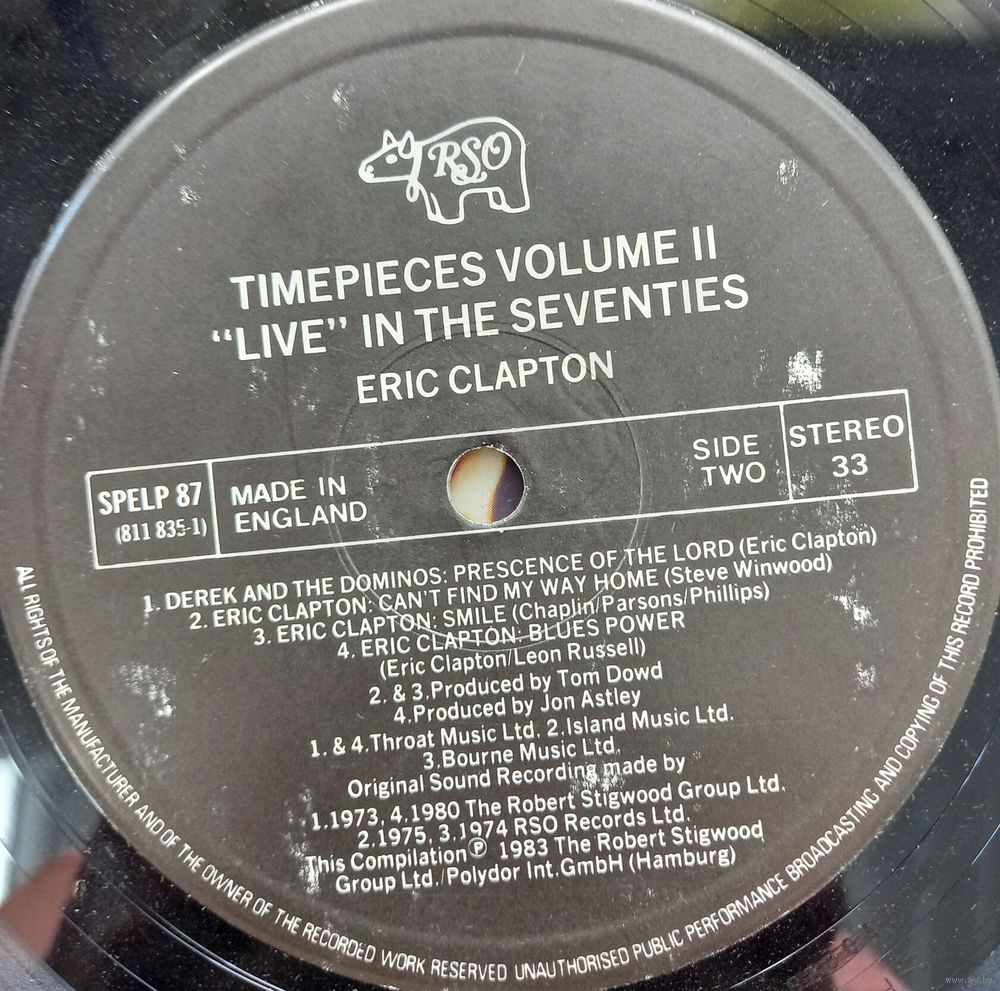 RSO
TIMEPIECES VOLUME II
“LIVE” IN THE SEVENTIES
ERIC CLAPTON
SPELP 87
(811 835-1)
MADE IN
ENGLAND
SIDE
TWO
STEREO
33
1. DEREK AND THE DOMINOS: PRESCENCE OF THE LORD (Eric Clapton)
2. ERIC CLAPTON: CAN'T FIND MY WAY HOME (Steve Winwood)
3. ERIC CLAPTON: SMILE (Chaplin/Parsons/Phillips)
4. ERIC CLAPTON: BLUES POWER
(Eric Clapton/Leon Russell)
2. & 3.Produced by Tom Dowd
4.Produced by Jon Astley
1. & 4.Throat Music Ltd. 2.Island Music Ltd.
3.Bourne Music Ltd.
Original Sound Recording made by
1.1973, 4.1980 The Robert Stigwood Group Ltd.
2.1975, 3.1974 RSO Records Ltd.
This Compilation ℗ 1983 The Robert Stigwood
Group Ltd./Polydor Int.GmbH (Hamburg)
ALL RIGHTS OF THE MANUFACTURER AND OF THE OWNER OF THE RECORDED WORK RESERVED UNAUTHORISED PUBLIC PERFORMANCE BROADCASTING AND COPYING OF THIS RECORD PROHIBITED
www.ay.by